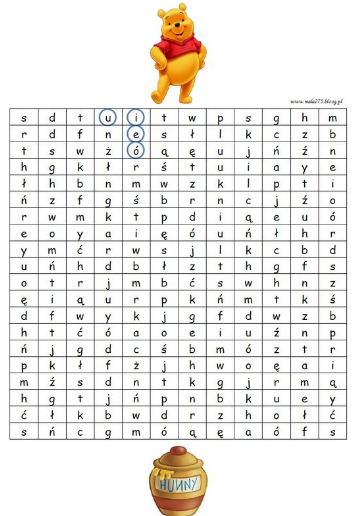 www.mala275.blog.pl
s d t u i t w p s g h m
r d f n e s ł l k c z b
t s w ż ó ą ę u j ń ź n
h g k ł r ś t u i a y e
ł h b n m w z k l p t i
ń z f g ś b r n c j ź o
r w m k t p d i ą e u ó
e o y a i ę ó u ń ł h r
y m ć r w s j l k c b d
u ń h d b ł z t h g f s
o t r j m b ć s w h n z
ę i ą u r p k ń m t k ś
d f w y k j g f d w z b
h t ć ó a o e i u ź n p
ń j g d c ś b m ó z t r
p k ł f ż j h w o ę a i
m ź s d n t k g j r m ą
h g t j ń p n b k u e y
ć ł k b w d r z h o ł ć
s ń c g m ó ą ę a ó f s
HUNNY